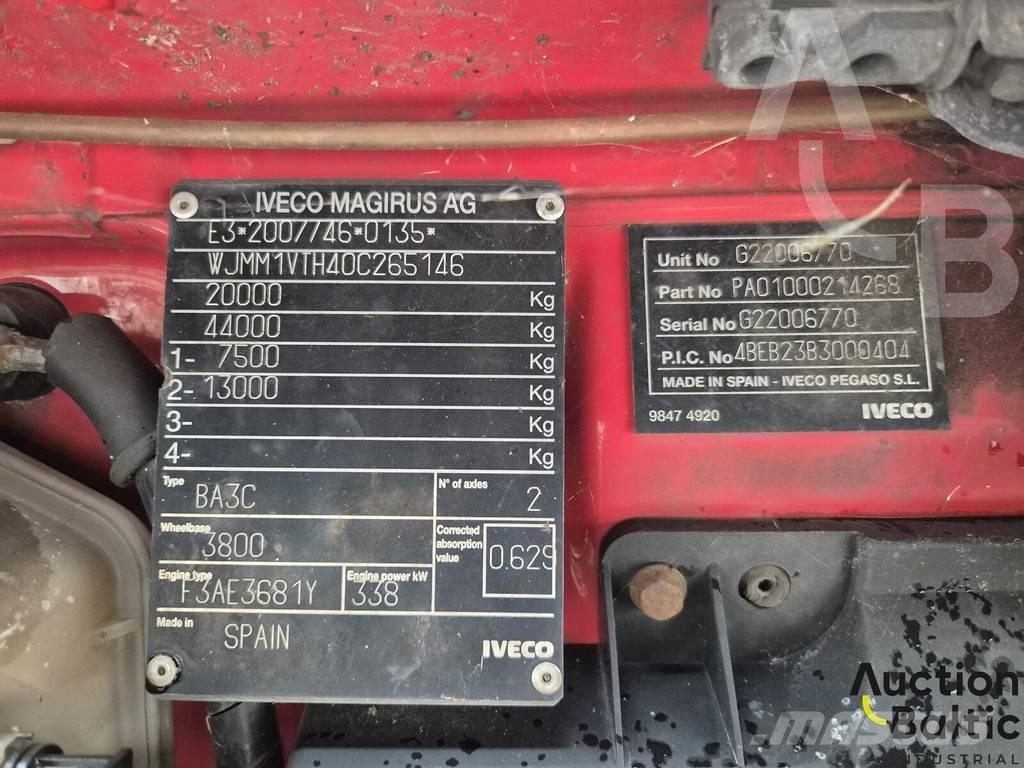 IVECO MAGIRUS AG
E3*2007/46*0135*
WJMM1VTH40C265146
20000 Kg
44000 Kg
1- 7500 Kg
2- 13000 Kg
3- Kg
4- Kg
Type BA3C N° of axles 2
Wheelbase 3800 Corrected absorption value 0.629
Engine type F3AE3681Y Engine power kW 338
Made in SPAIN IVECO
Unit No G22006770
Part No PA01000214268
Serial No G22006770
P.I.C. No 4BEB23B3000404
MADE IN SPAIN - IVECO PEGASO S.L.
9847 4920 IVECO
A B
Auction
Baltic
INDUSTRIAL